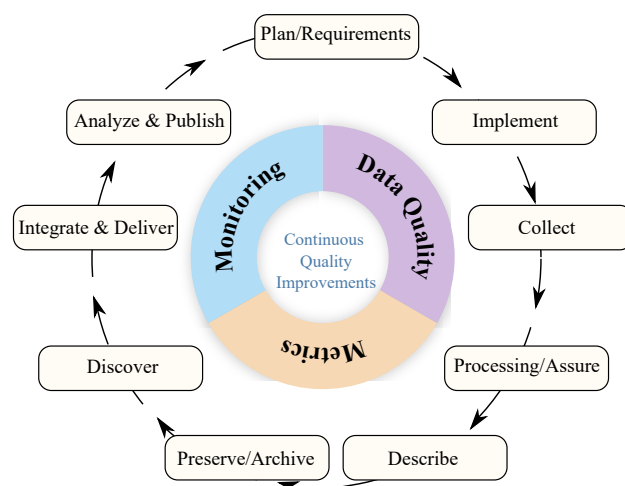 Plan/Requirements
Implement
Collect
Processing/Assure
Describe
Preserve/Archive
Discover
Integrate & Deliver
Analyze & Publish
Monitoring
Data Quality
Metrics
Continuous
Quality
Improvements